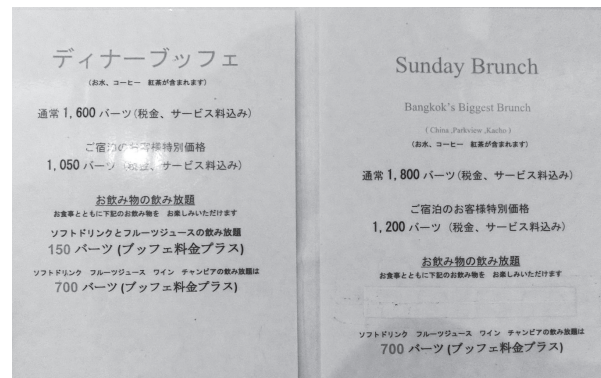 ディナーブッフェ
(お水、コーヒー 紅茶が含まれます)
通常 1,600 バーツ(税金、サービス料込み)
ご宿泊のお客様特別価格
1,050 バーツ (税金、サービス料込み)
お飲み物の飲み放題
お食事とともに下記のお飲み物を お楽しみいただけます
ソフトドリンクとフルーツジュースの飲み放題
150 バーツ (ブッフェ料金プラス)
ソフトドリンク フルーツジュース ワイン チャンビアの飲み放題は
700 バーツ (ブッフェ料金プラス)
Sunday Brunch
Bangkok's Biggest Brunch
( China ,Parkview ,Kacho )
(お水、コーヒー 紅茶が含まれます)
通常 1,800 バーツ(税金、サービス料込み)
ご宿泊のお客様特別価格
1,200 バーツ (税金、サービス料込み)
お飲み物の飲み放題
お食事とともに下記のお飲み物を お楽しみいただけます
ソフトドリンク フルーツジュース ワイン チャンビアの飲み放題は
700 バーツ (ブッフェ料金プラス)